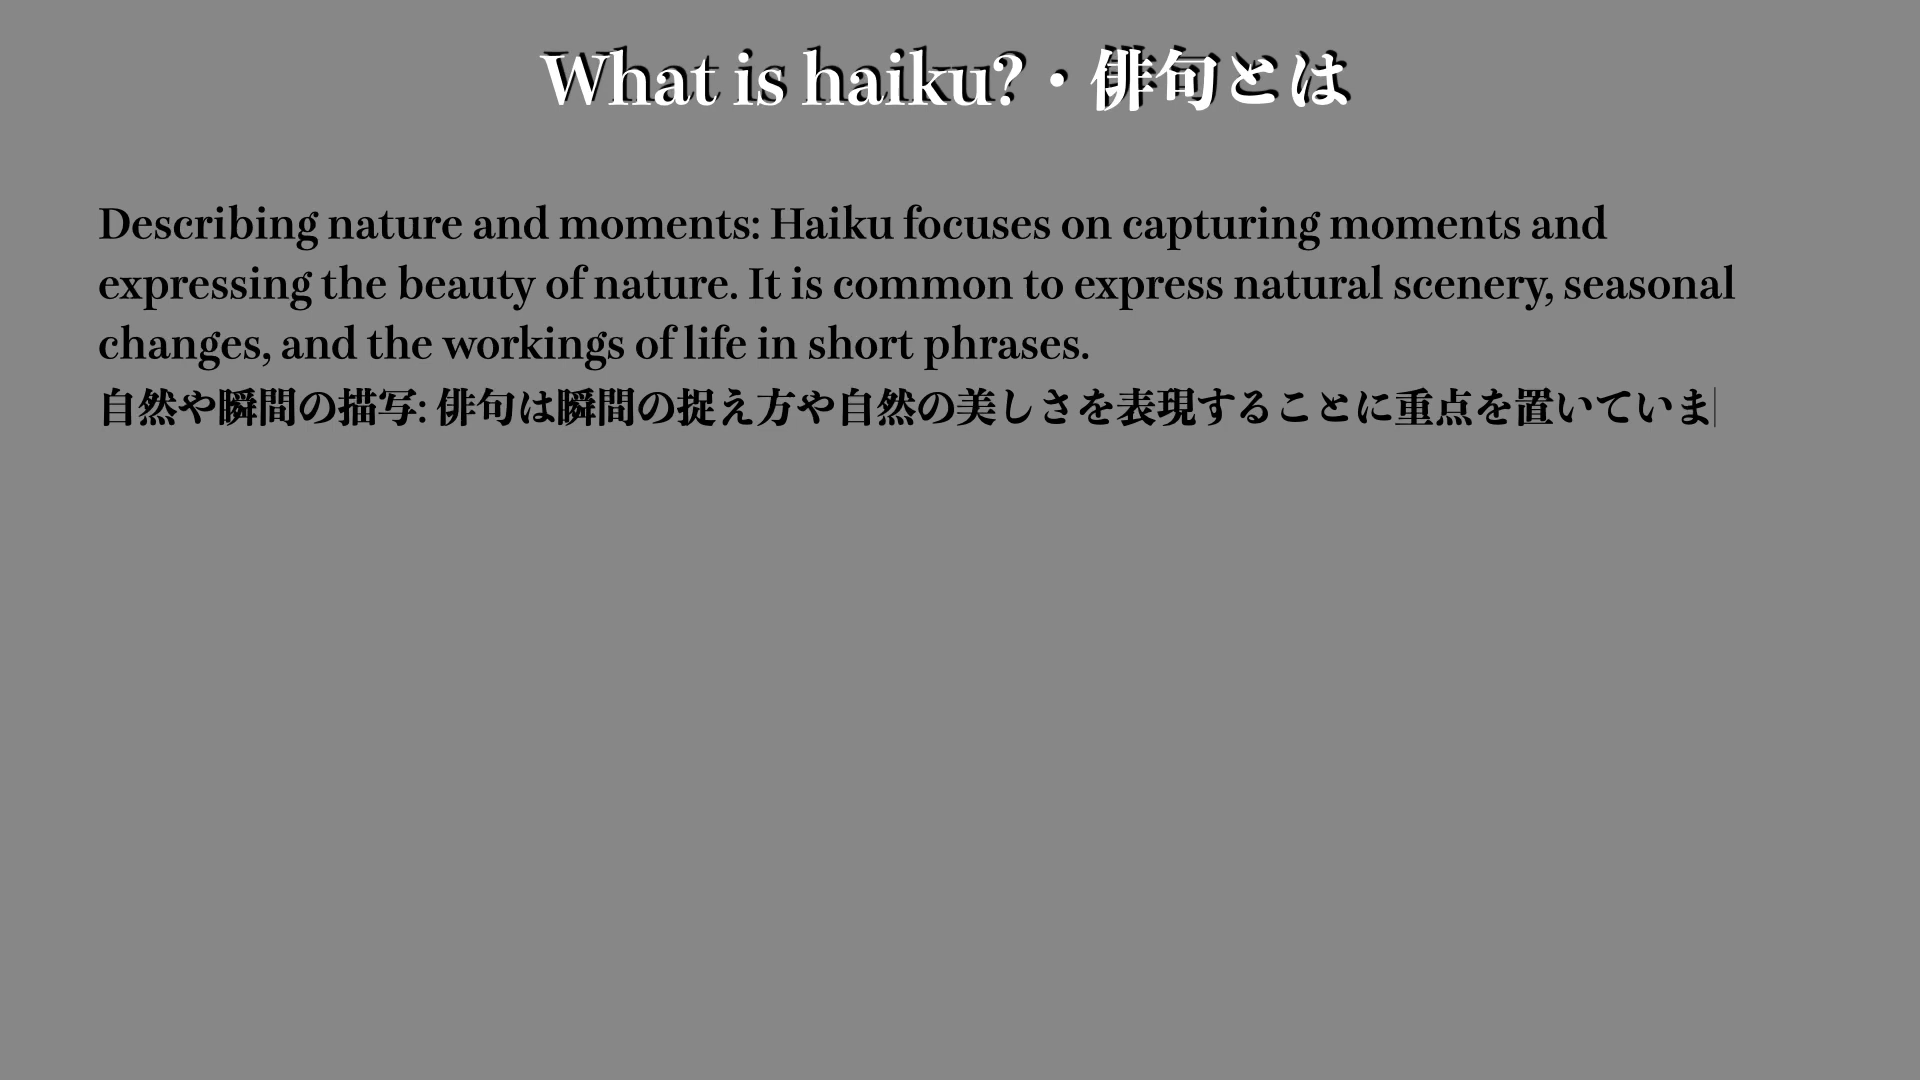 What is haiku?・俳句とは
Describing nature and moments: Haiku focuses on capturing moments and
expressing the beauty of nature. It is common to express natural scenery, seasonal
changes, and the workings of life in short phrases.
自然や瞬間の描写: 俳句は瞬間の捉え方や自然の美しさを表現することに重点を置いていま